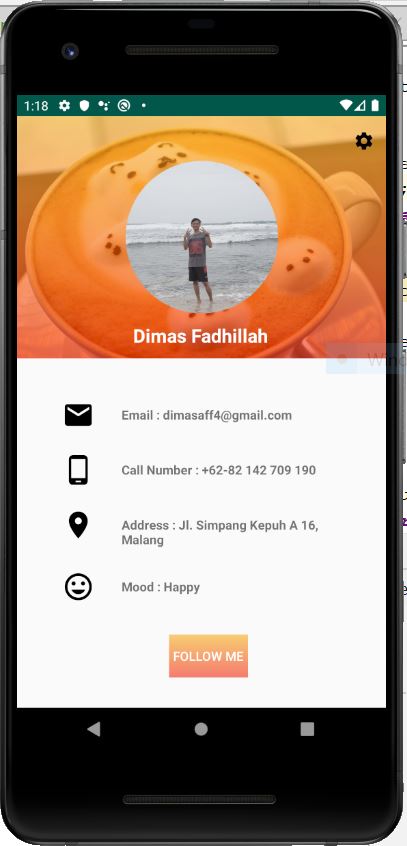 1:18
Dimas Fadhillah
Email : dimasaff4@gmail.com
Call Number : +62-82 142 709 190
Address : Jl. Simpang Kepuh A 16,
Malang
Mood : Happy
FOLLOW ME